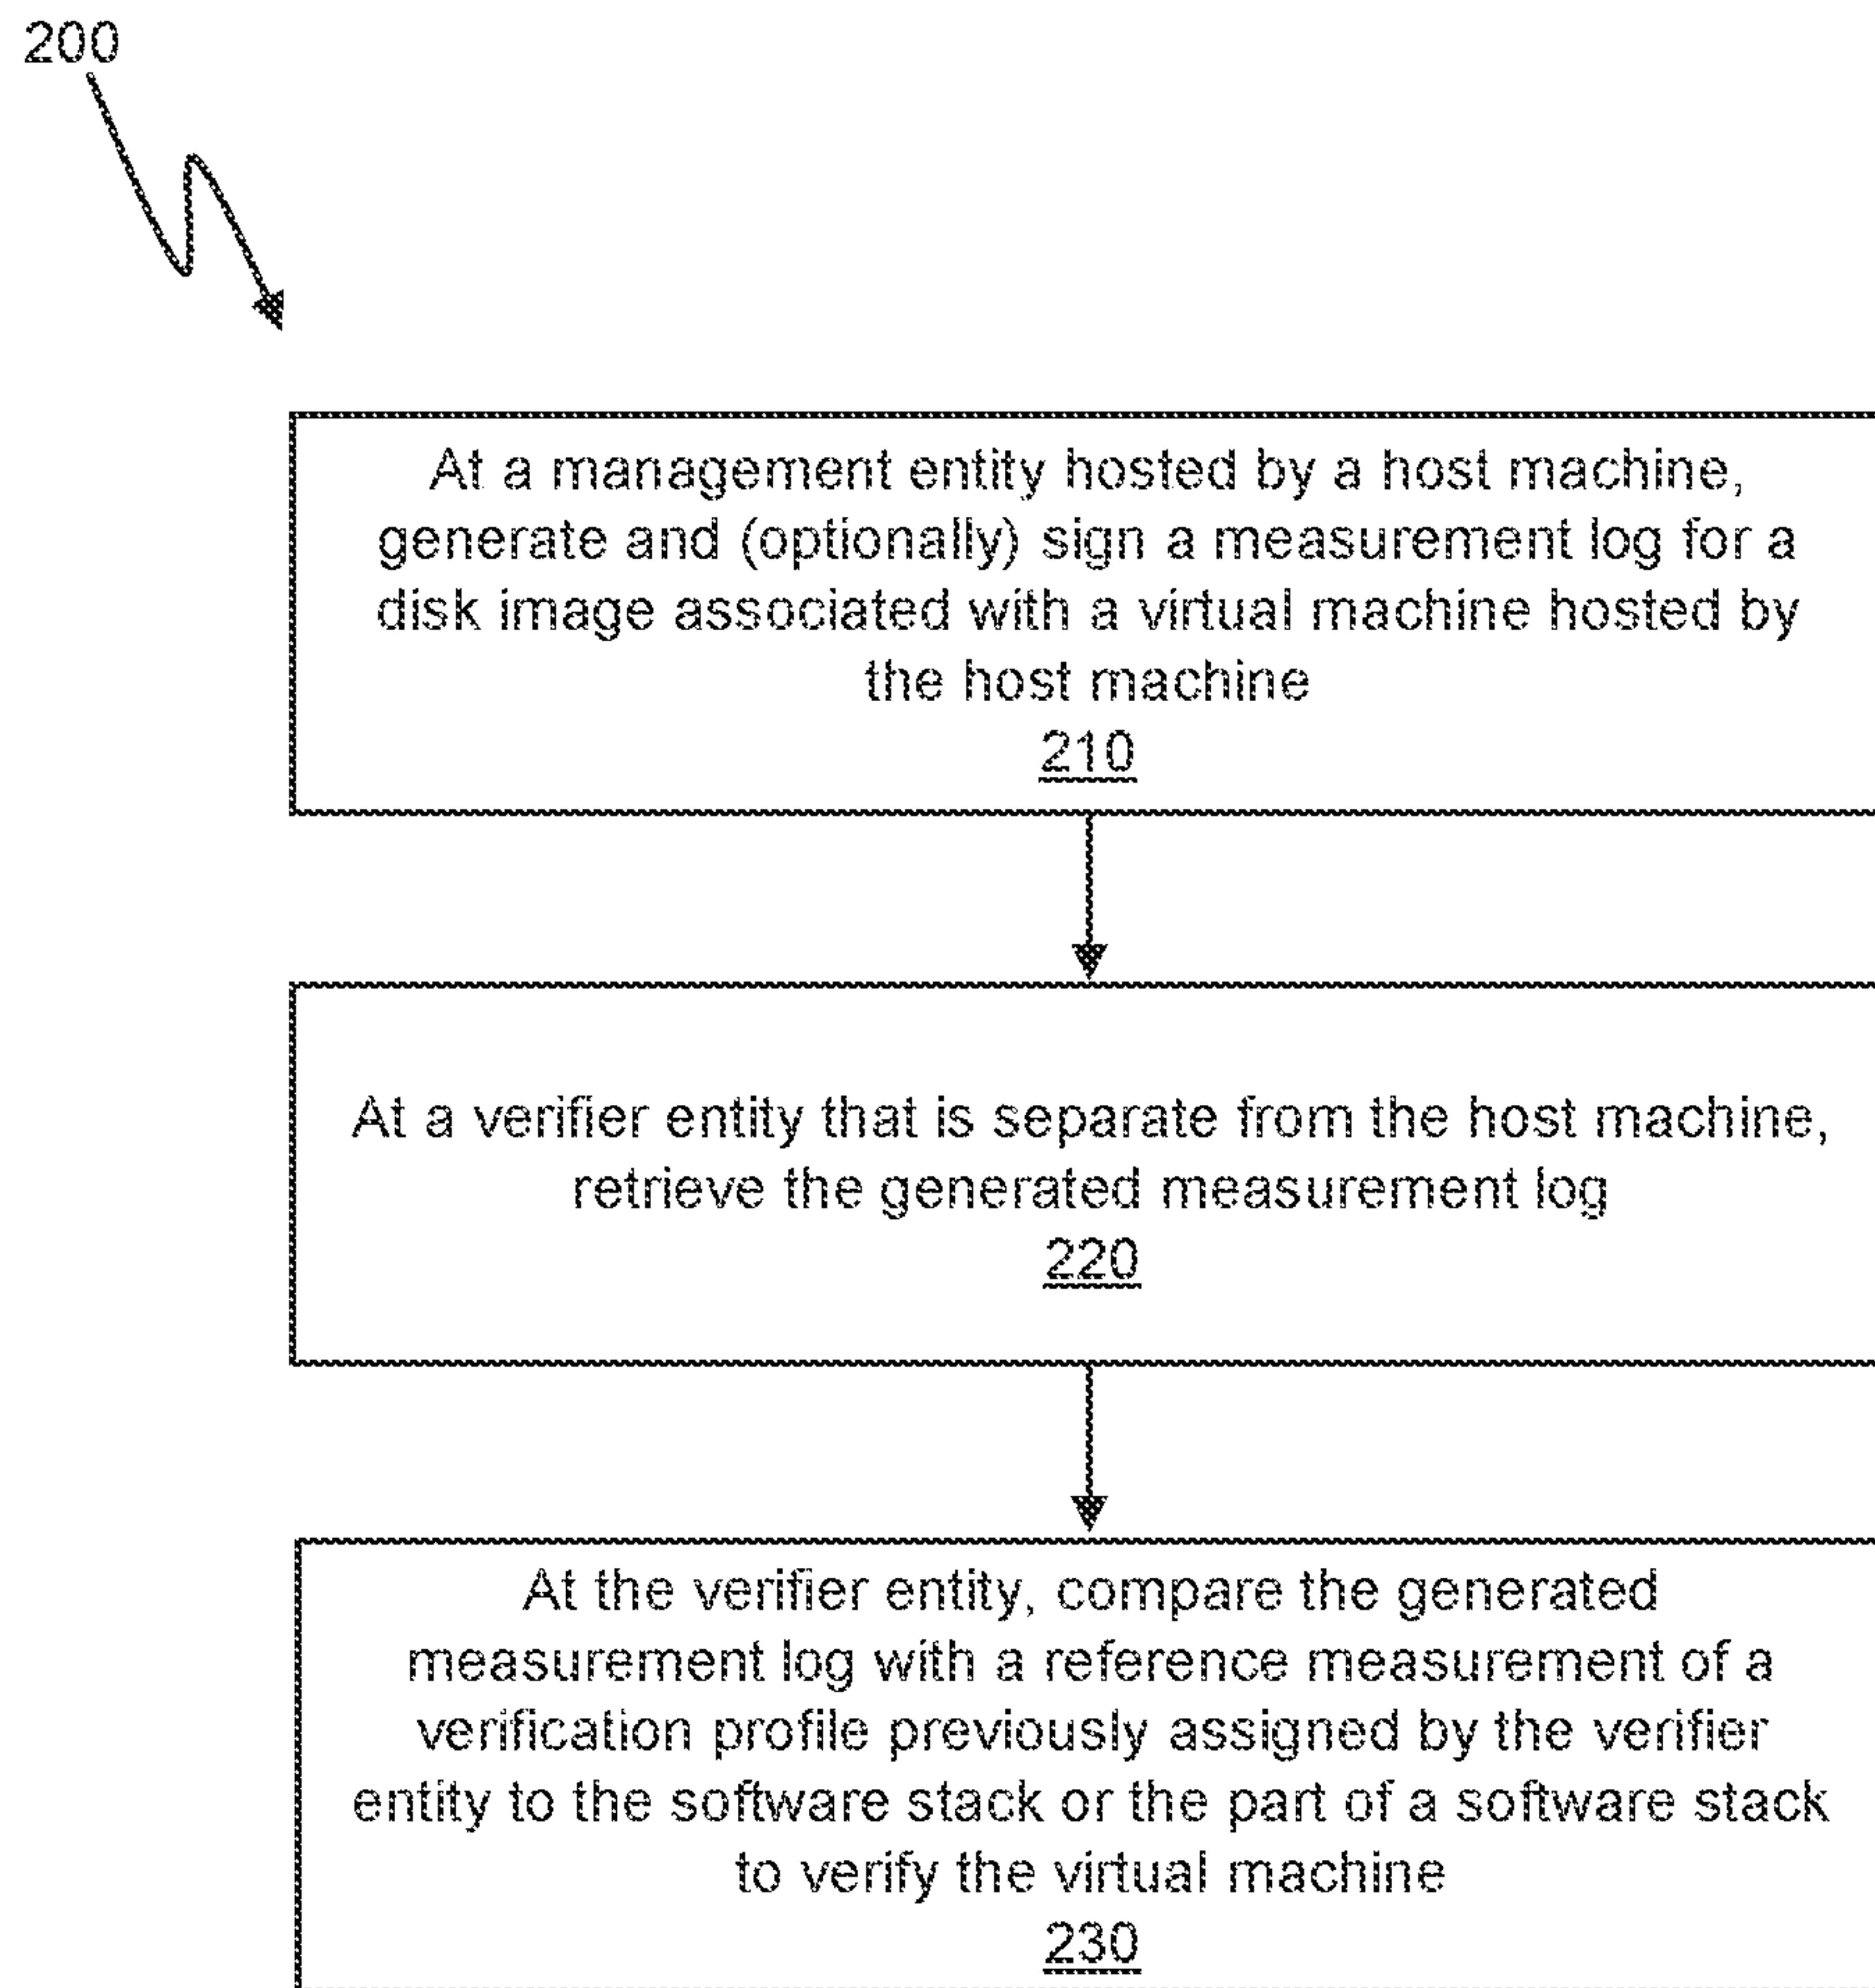 200
At a management entity hosted by a host machine,
generate and (optionally) sign a measurement log for a
disk image associated with a virtual machine hosted by
the host machine
210
At a verifier entity that is separate from the host machine,
retrieve the generated measurement log
220
At the verifier entity, compare the generated
measurement log with a reference measurement of a
verification profile previously assigned by the verifier
entity to the software stack or the part of a software stack
to verify the virtual machine
230